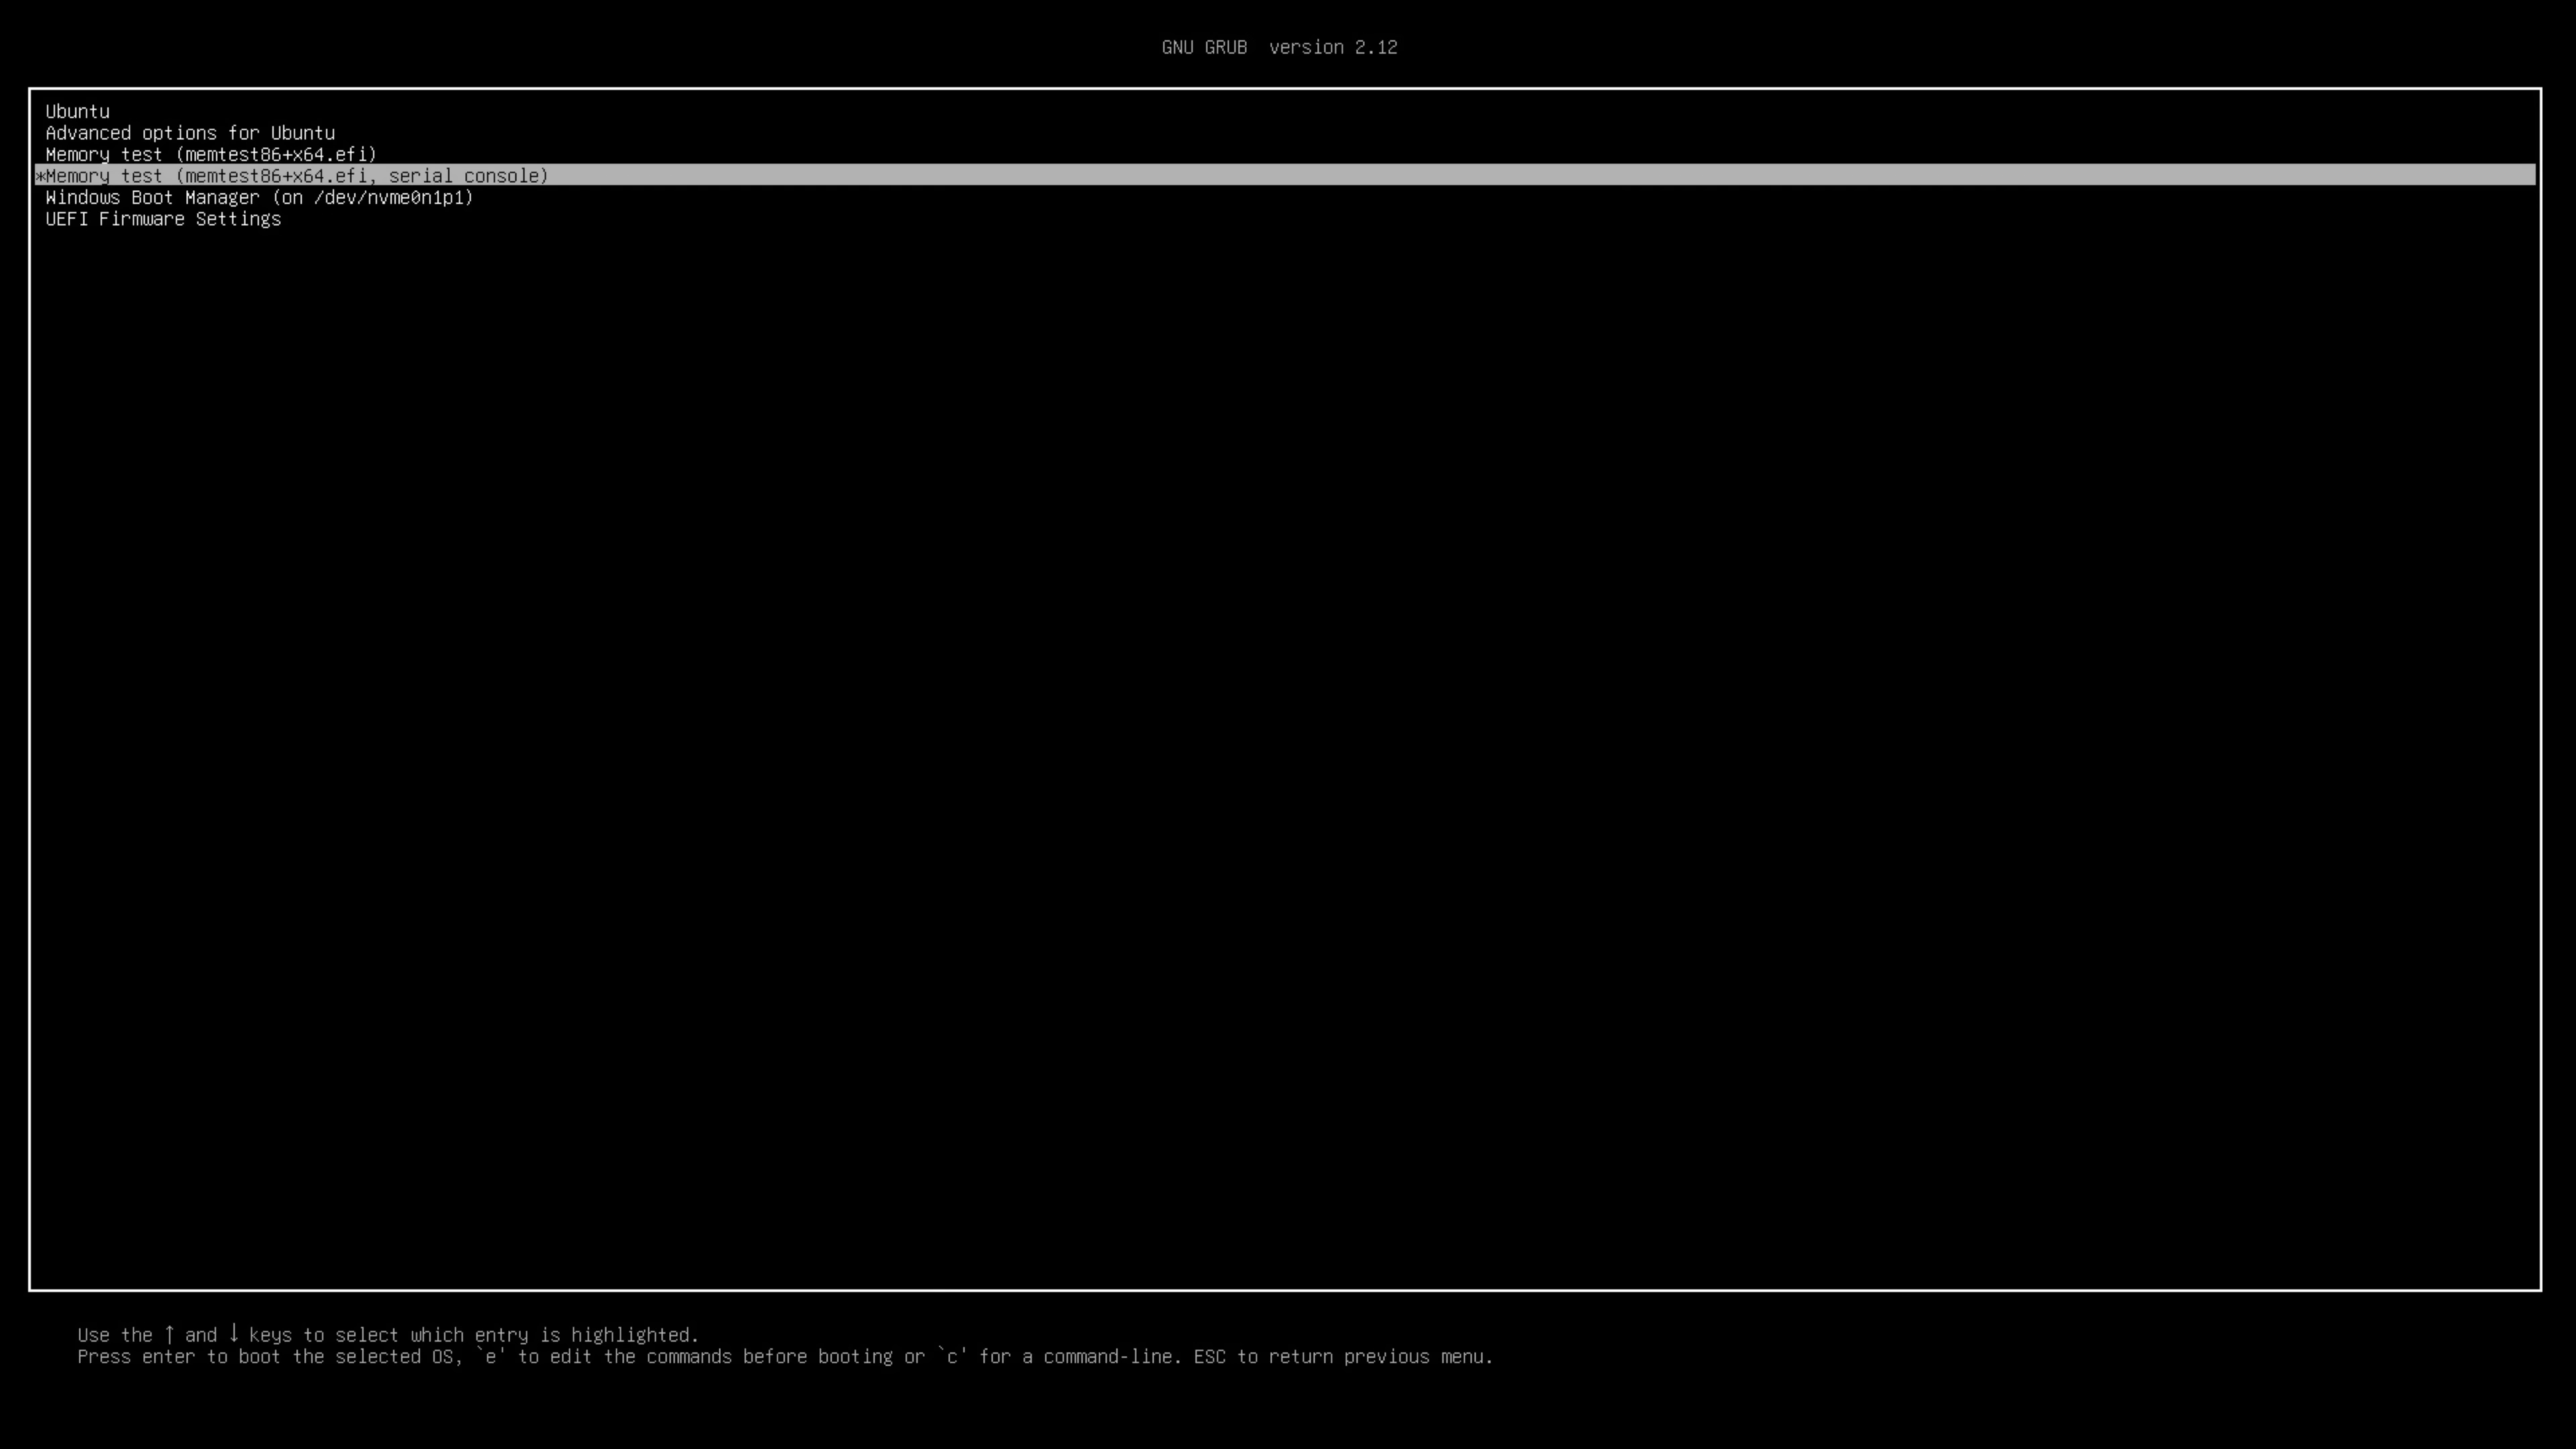 GNU GRUB  version 2.12
Ubuntu
Advanced options for Ubuntu
Memory test (memtest86+x64.efi)
*Memory test (memtest86+x64.efi, serial console)
Windows Boot Manager (on /dev/nvme0n1p1)
UEFI Firmware Settings
Use the ↑ and ↓ keys to select which entry is highlighted.
Press enter to boot the selected OS, `e' to edit the commands before booting or `c' for a command-line. ESC to return previous menu.